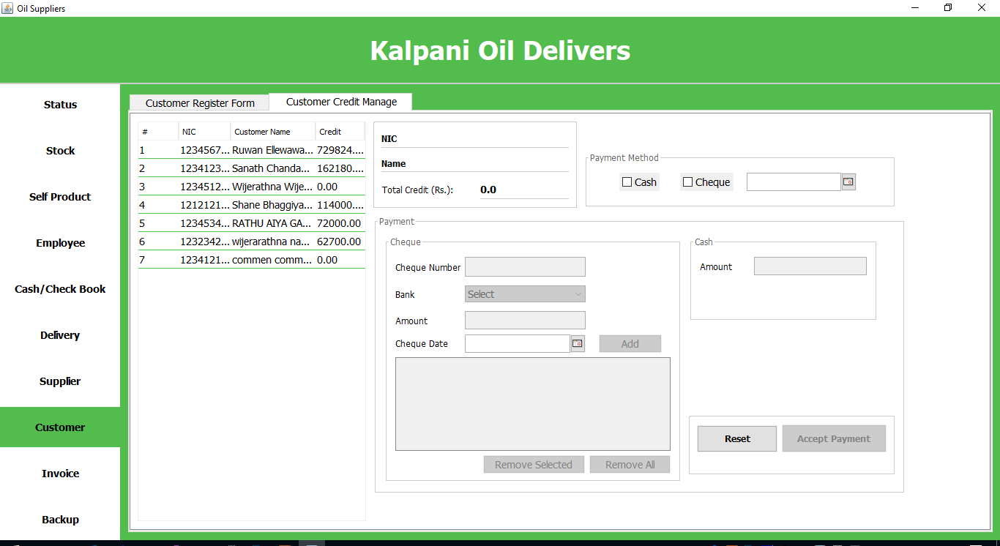 Oil Suppliers
Kalpani Oil Delivers
Status
Stock
Self Product
Employee
Cash/Check Book
Delivery
Supplier
Customer
Invoice
Backup
Customer Register Form Customer Credit Manage
# NIC Customer Name Credit
1 1234567... Ruwan Ellewawa... 729824....
2 1234123... Sanath Chanda... 162180....
3 1234512... Wijerathna Wije... 0.00
4 1212121... Shane Bhaggiya... 114000....
5 1234534... RATHU AIYA GA... 72000.00
6 1232342... wijerarathna na... 62700.00
7 1234121... commen comm... 0.00
NIC
Name
Total Credit (Rs.): 0.0
Payment Method
Cash Cheque
Payment
Cheque
Cheque Number
Bank Select
Amount
Cheque Date Add
Remove Selected Remove All
Cash
Amount
Reset Accept Payment